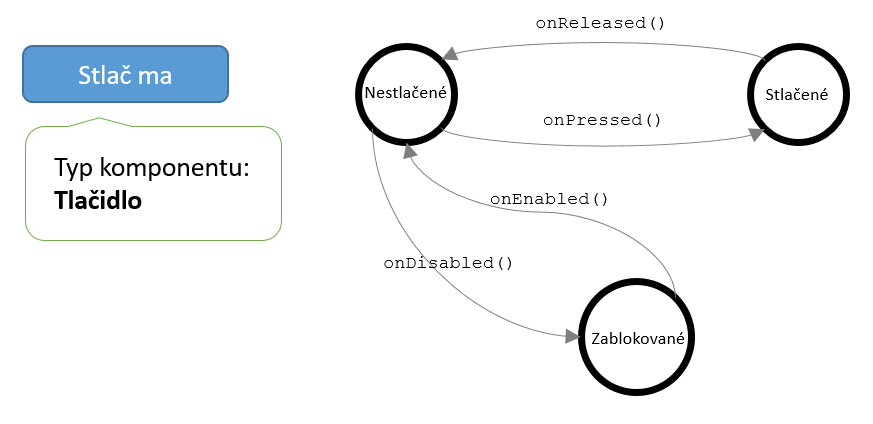 Stlač ma
Typ komponentu:
Tlačidlo
onReleased()
Nestlačené
Stlačené
onPressed()
onEnabled()
onDisabled()
Zablokované